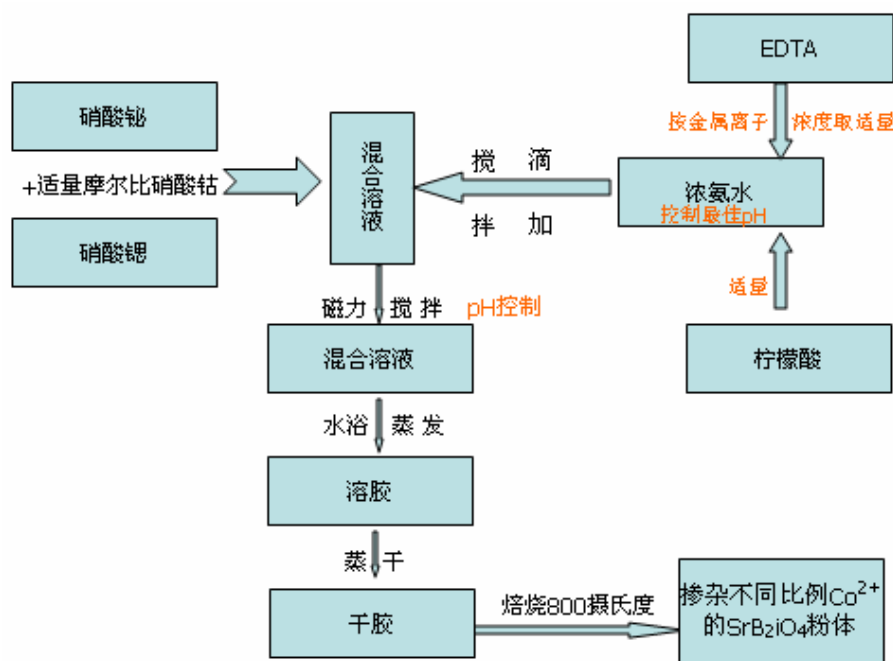 EDTA
硝酸铋
按金属离子 浓度取适量
混合溶液
+适量摩尔比硝酸钴
搅 滴
拌 加
浓氨水
控制最佳pH
硝酸锶
适量
磁力 搅拌 pH控制
混合溶液
柠檬酸
水浴 蒸发
溶胶
蒸 干
干胶
焙烧800摄氏度
掺杂不同比例Co²⁺
的SrB₂iO₄粉体